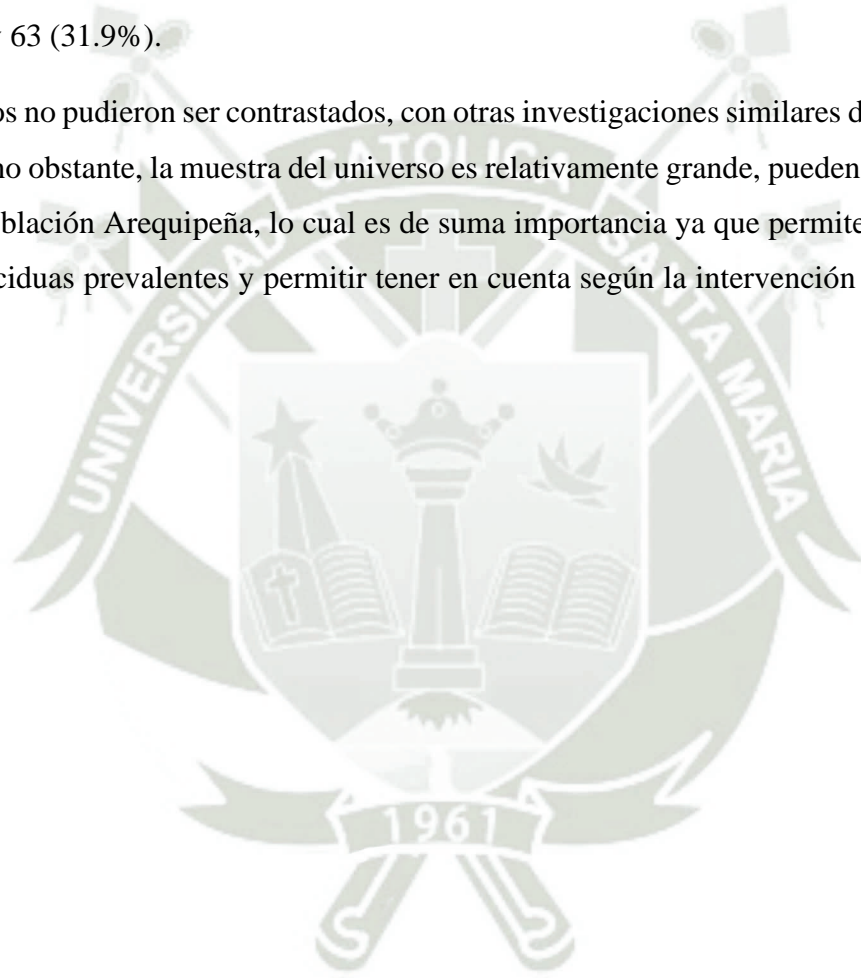 63 (31.9%).
os no pudieron ser contrastados, con otras investigaciones similares d
no obstante, la muestra del universo es relativamente grande, pueden
oblación Arequipeña, lo cual es de suma importancia ya que permite
ciduas prevalentes y permitir tener en cuenta según la intervención
UNIVERSIDAD CATOLICA SANTA MARIA
1961